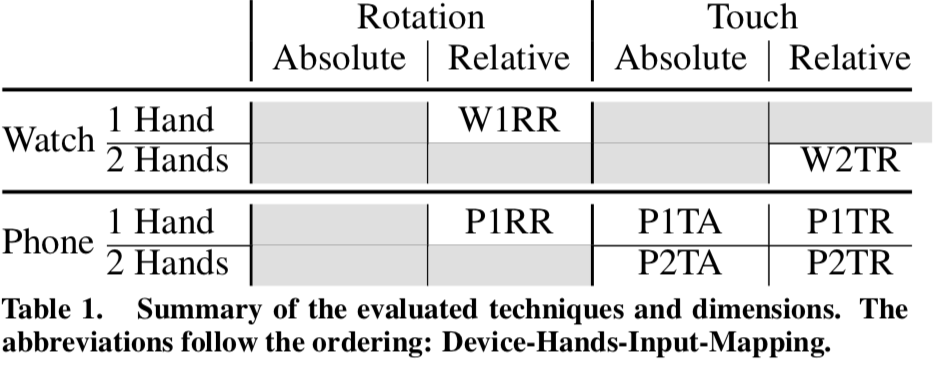 Rotation Touch
Absolute Relative Absolute Relative
Watch 1 Hand W1RR
2 Hands W2TR
Phone 1 Hand P1RR P1TA P1TR
2 Hands P2TA P2TR
Table 1. Summary of the evaluated techniques and dimensions. The
abbreviations follow the ordering: Device-Hands-Input-Mapping.